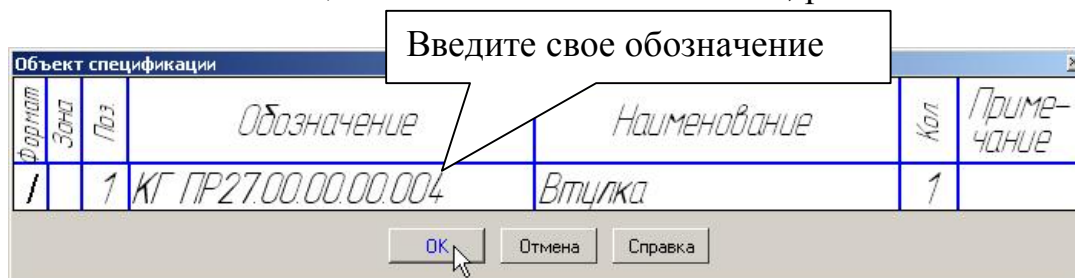 Введите свое обозначение
Объект спецификации
Формат Зона Поз. Обозначение Наименование Кол. Приме-
чание
1 КГ ПР27.00.00.00.004 Втулка 1
OK Отмена Справка